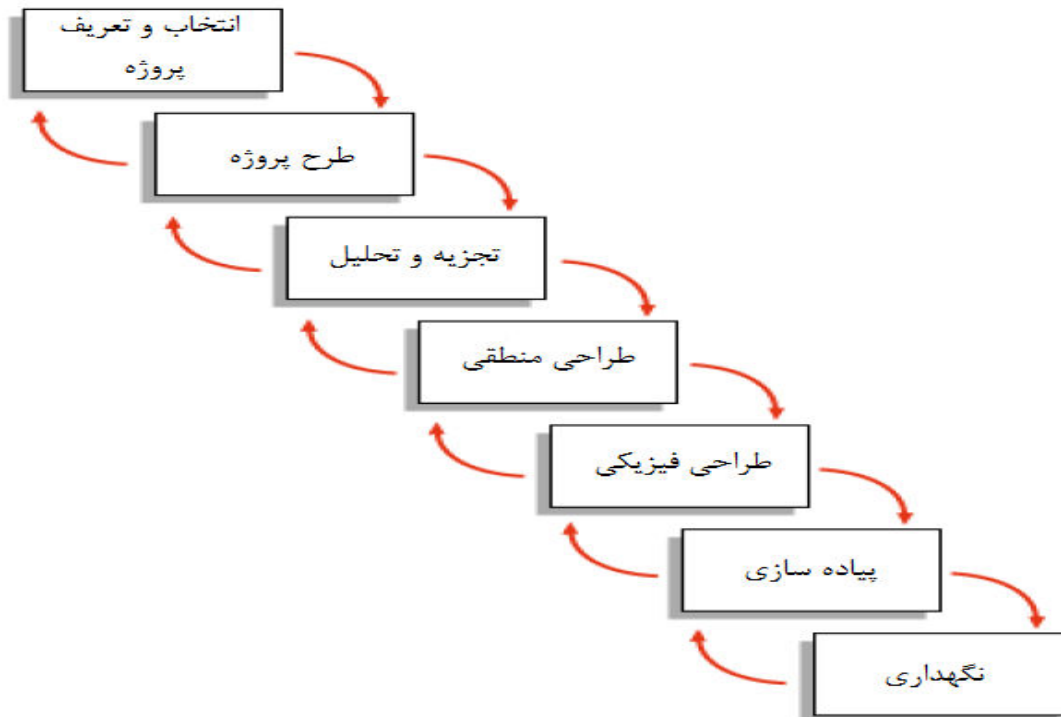 انتخاب و تعریف
پروژه
طرح پروژه
تجزیه و تحلیل
طراحی منطقی
طراحی فیزیکی
پیاده سازی
نگهداری